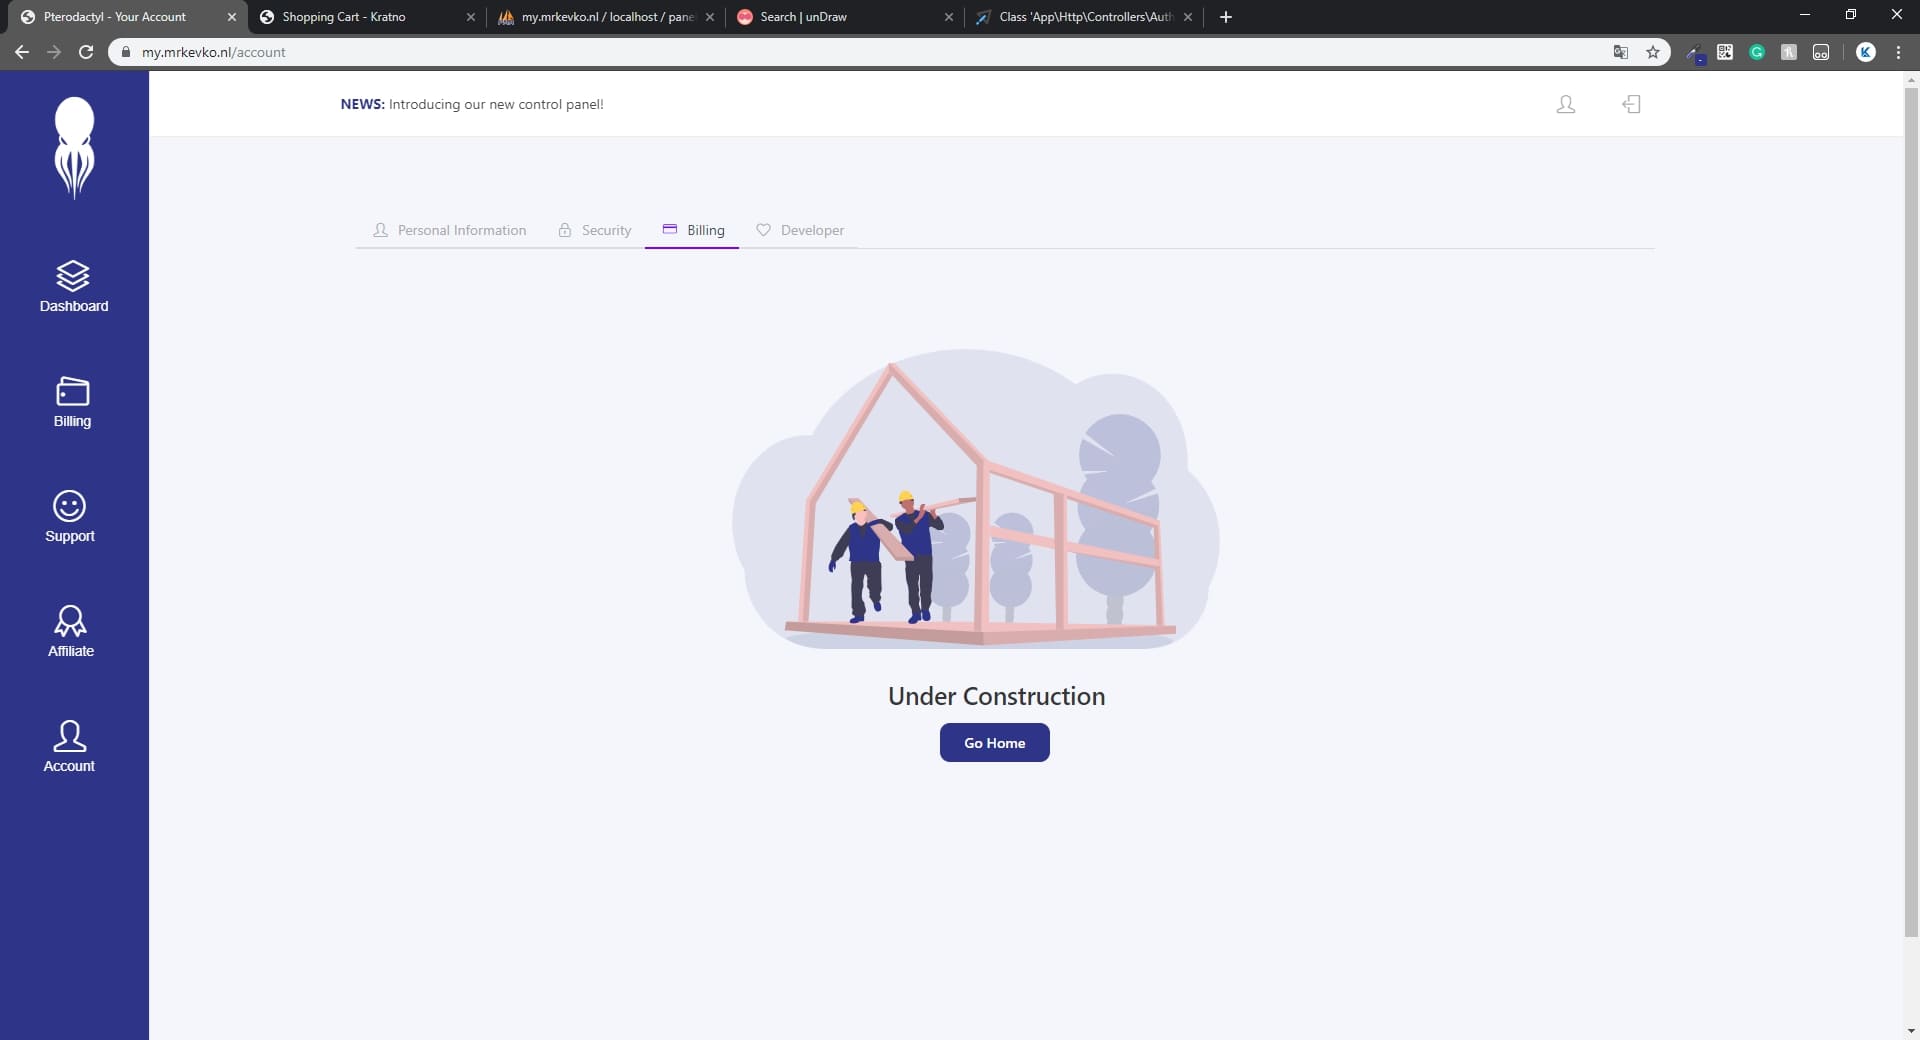 Pterodactyl - Your Account
Shopping Cart - Kratno
my.mrkevko.nl / localhost / pane
Search | unDraw
Class 'App\Http\Controllers\Auth
my.mrkevko.nl/account
NEWS: Introducing our new control panel!
Personal Information
Security
Billing
Developer
Dashboard
Billing
Support
Affiliate
Account
Under Construction
Go Home